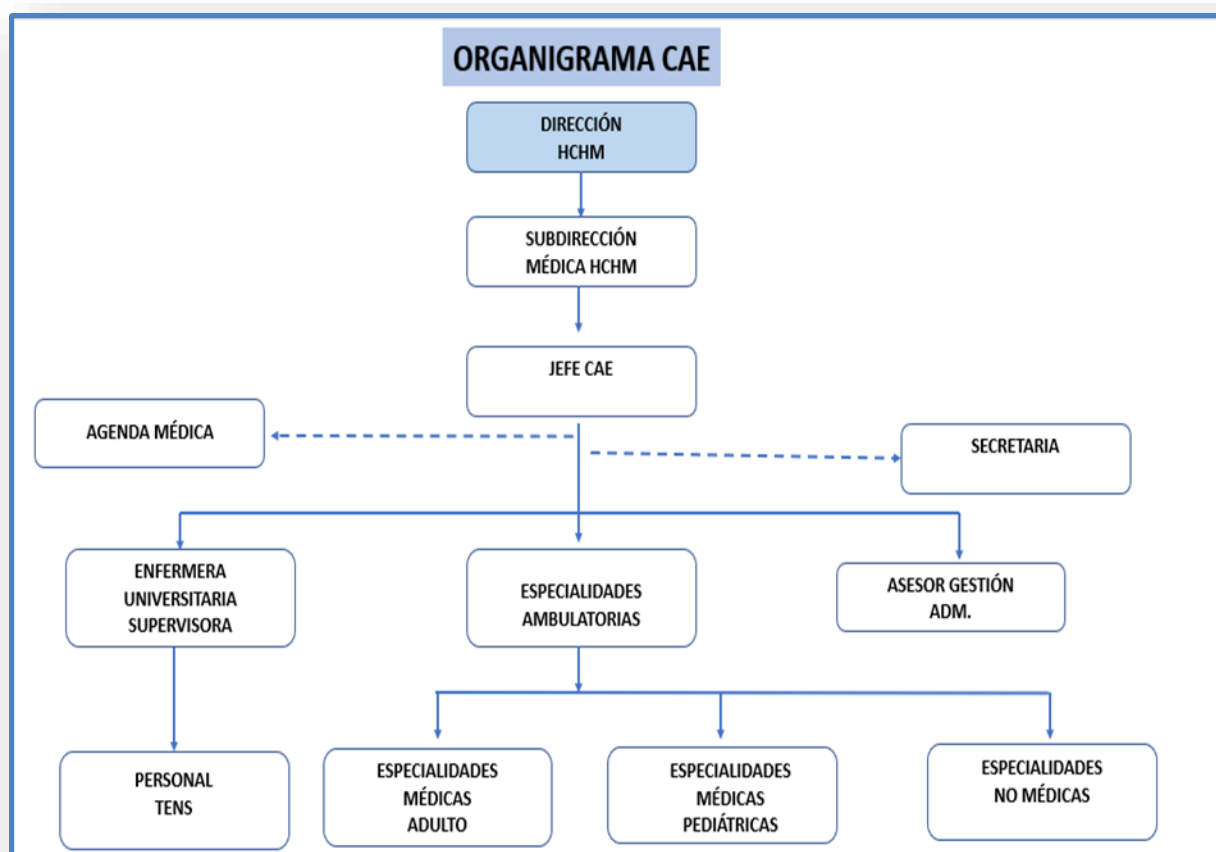 ORGANIGRAMA CAE
DIRECCIÓN
HCHM
SUBDIRECCIÓN
MÉDICA HCHM
JEFE CAE
AGENDA MÉDICA
SECRETARIA
ENFERMERA
UNIVERSITARIA
SUPERVISORA
ESPECIALIDADES
AMBULATORIAS
ASESOR GESTIÓN
ADM.
PERSONAL
TENS
ESPECIALIDADES
MÉDICAS
ADULTO
ESPECIALIDADES
MÉDICAS
PEDIÁTRICAS
ESPECIALIDADES
NO MÉDICAS